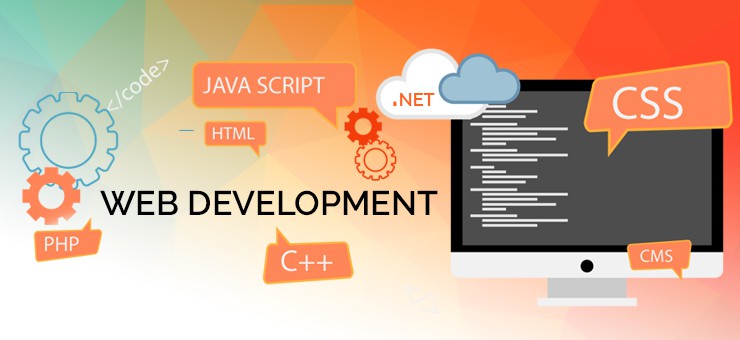 </code>
JAVA SCRIPT
.NET
CSS
HTML
WEB DEVELOPMENT
PHP
C++
CMS